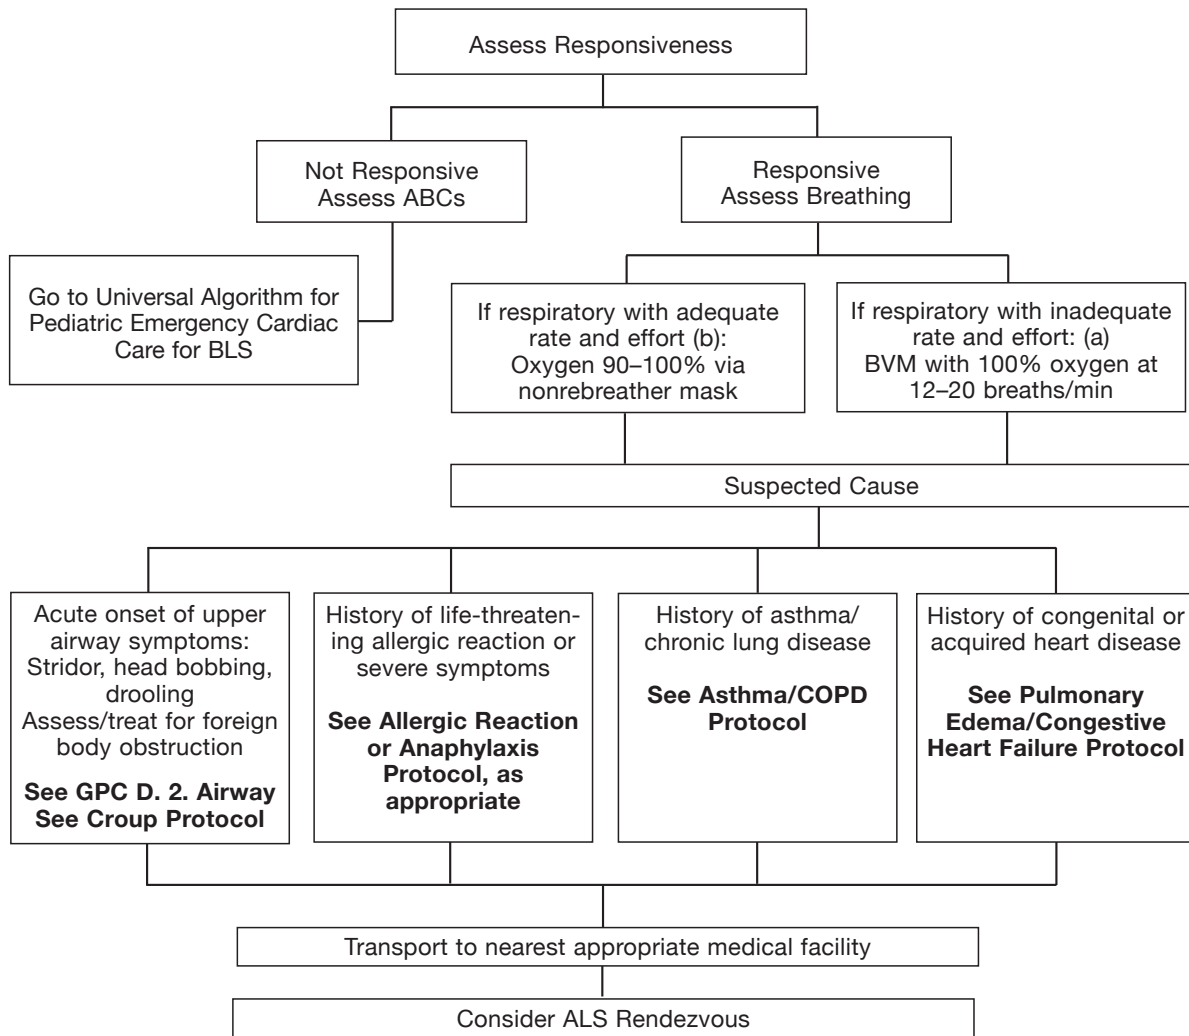 Assess Responsiveness
Not Responsive
Assess ABCs
Responsive
Assess Breathing
Go to Universal Algorithm for
Pediatric Emergency Cardiac
Care for BLS
If respiratory with adequate
rate and effort (b):
Oxygen 90–100% via
nonrebreather mask
If respiratory with inadequate
rate and effort: (a)
BVM with 100% oxygen at
12–20 breaths/min
Suspected Cause
Acute onset of upper
airway symptoms:
Stridor, head bobbing,
drooling
Assess/treat for foreign
body obstruction
See GPC D. 2. Airway
See Croup Protocol
History of life-threaten-
ing allergic reaction or
severe symptoms
See Allergic Reaction
or Anaphylaxis
Protocol, as
appropriate
History of asthma/
chronic lung disease
See Asthma/COPD
Protocol
History of congenital or
acquired heart disease
See Pulmonary
Edema/Congestive
Heart Failure Protocol
Transport to nearest appropriate medical facility
Consider ALS Rendezvous